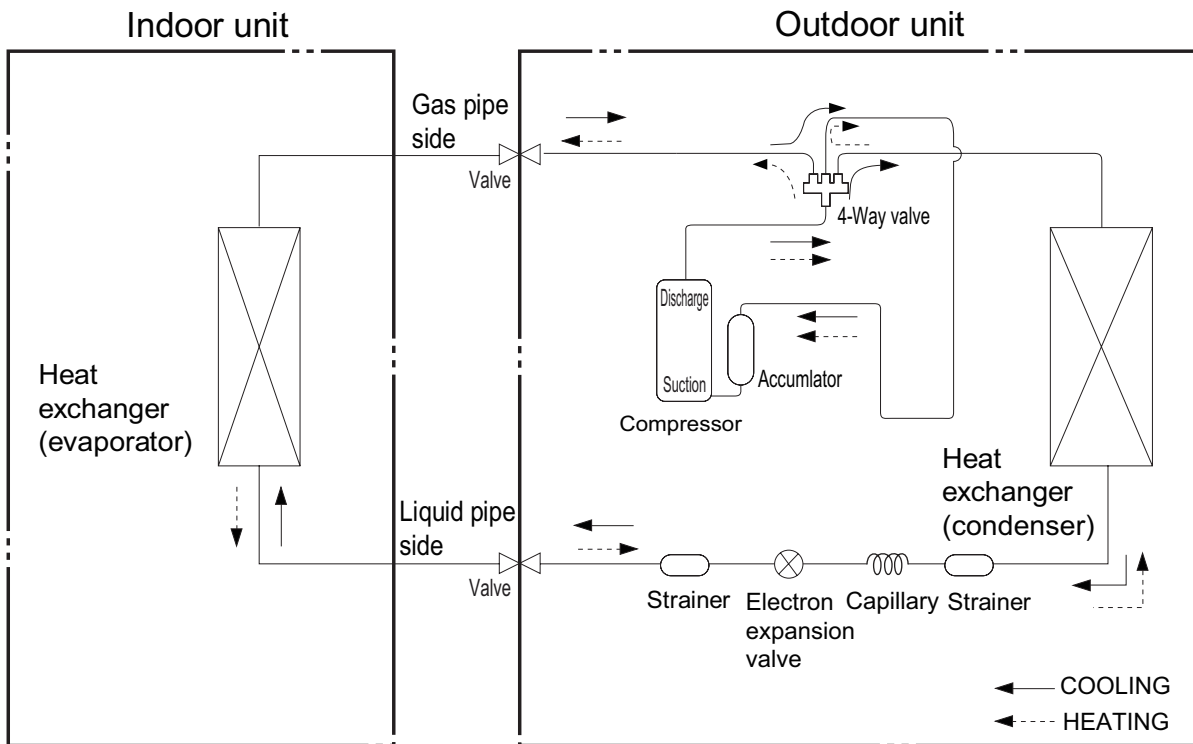 Indoor unit
Outdoor unit
Gas pipe
side
Valve
4-Way valve
Discharge
Suction
Accumlator
Compressor
Heat
exchanger
(evaporator)
Heat
exchanger
(condenser)
Liquid pipe
side
Valve
Strainer
Electron
expansion
valve
Capillary
Strainer
COOLING
HEATING